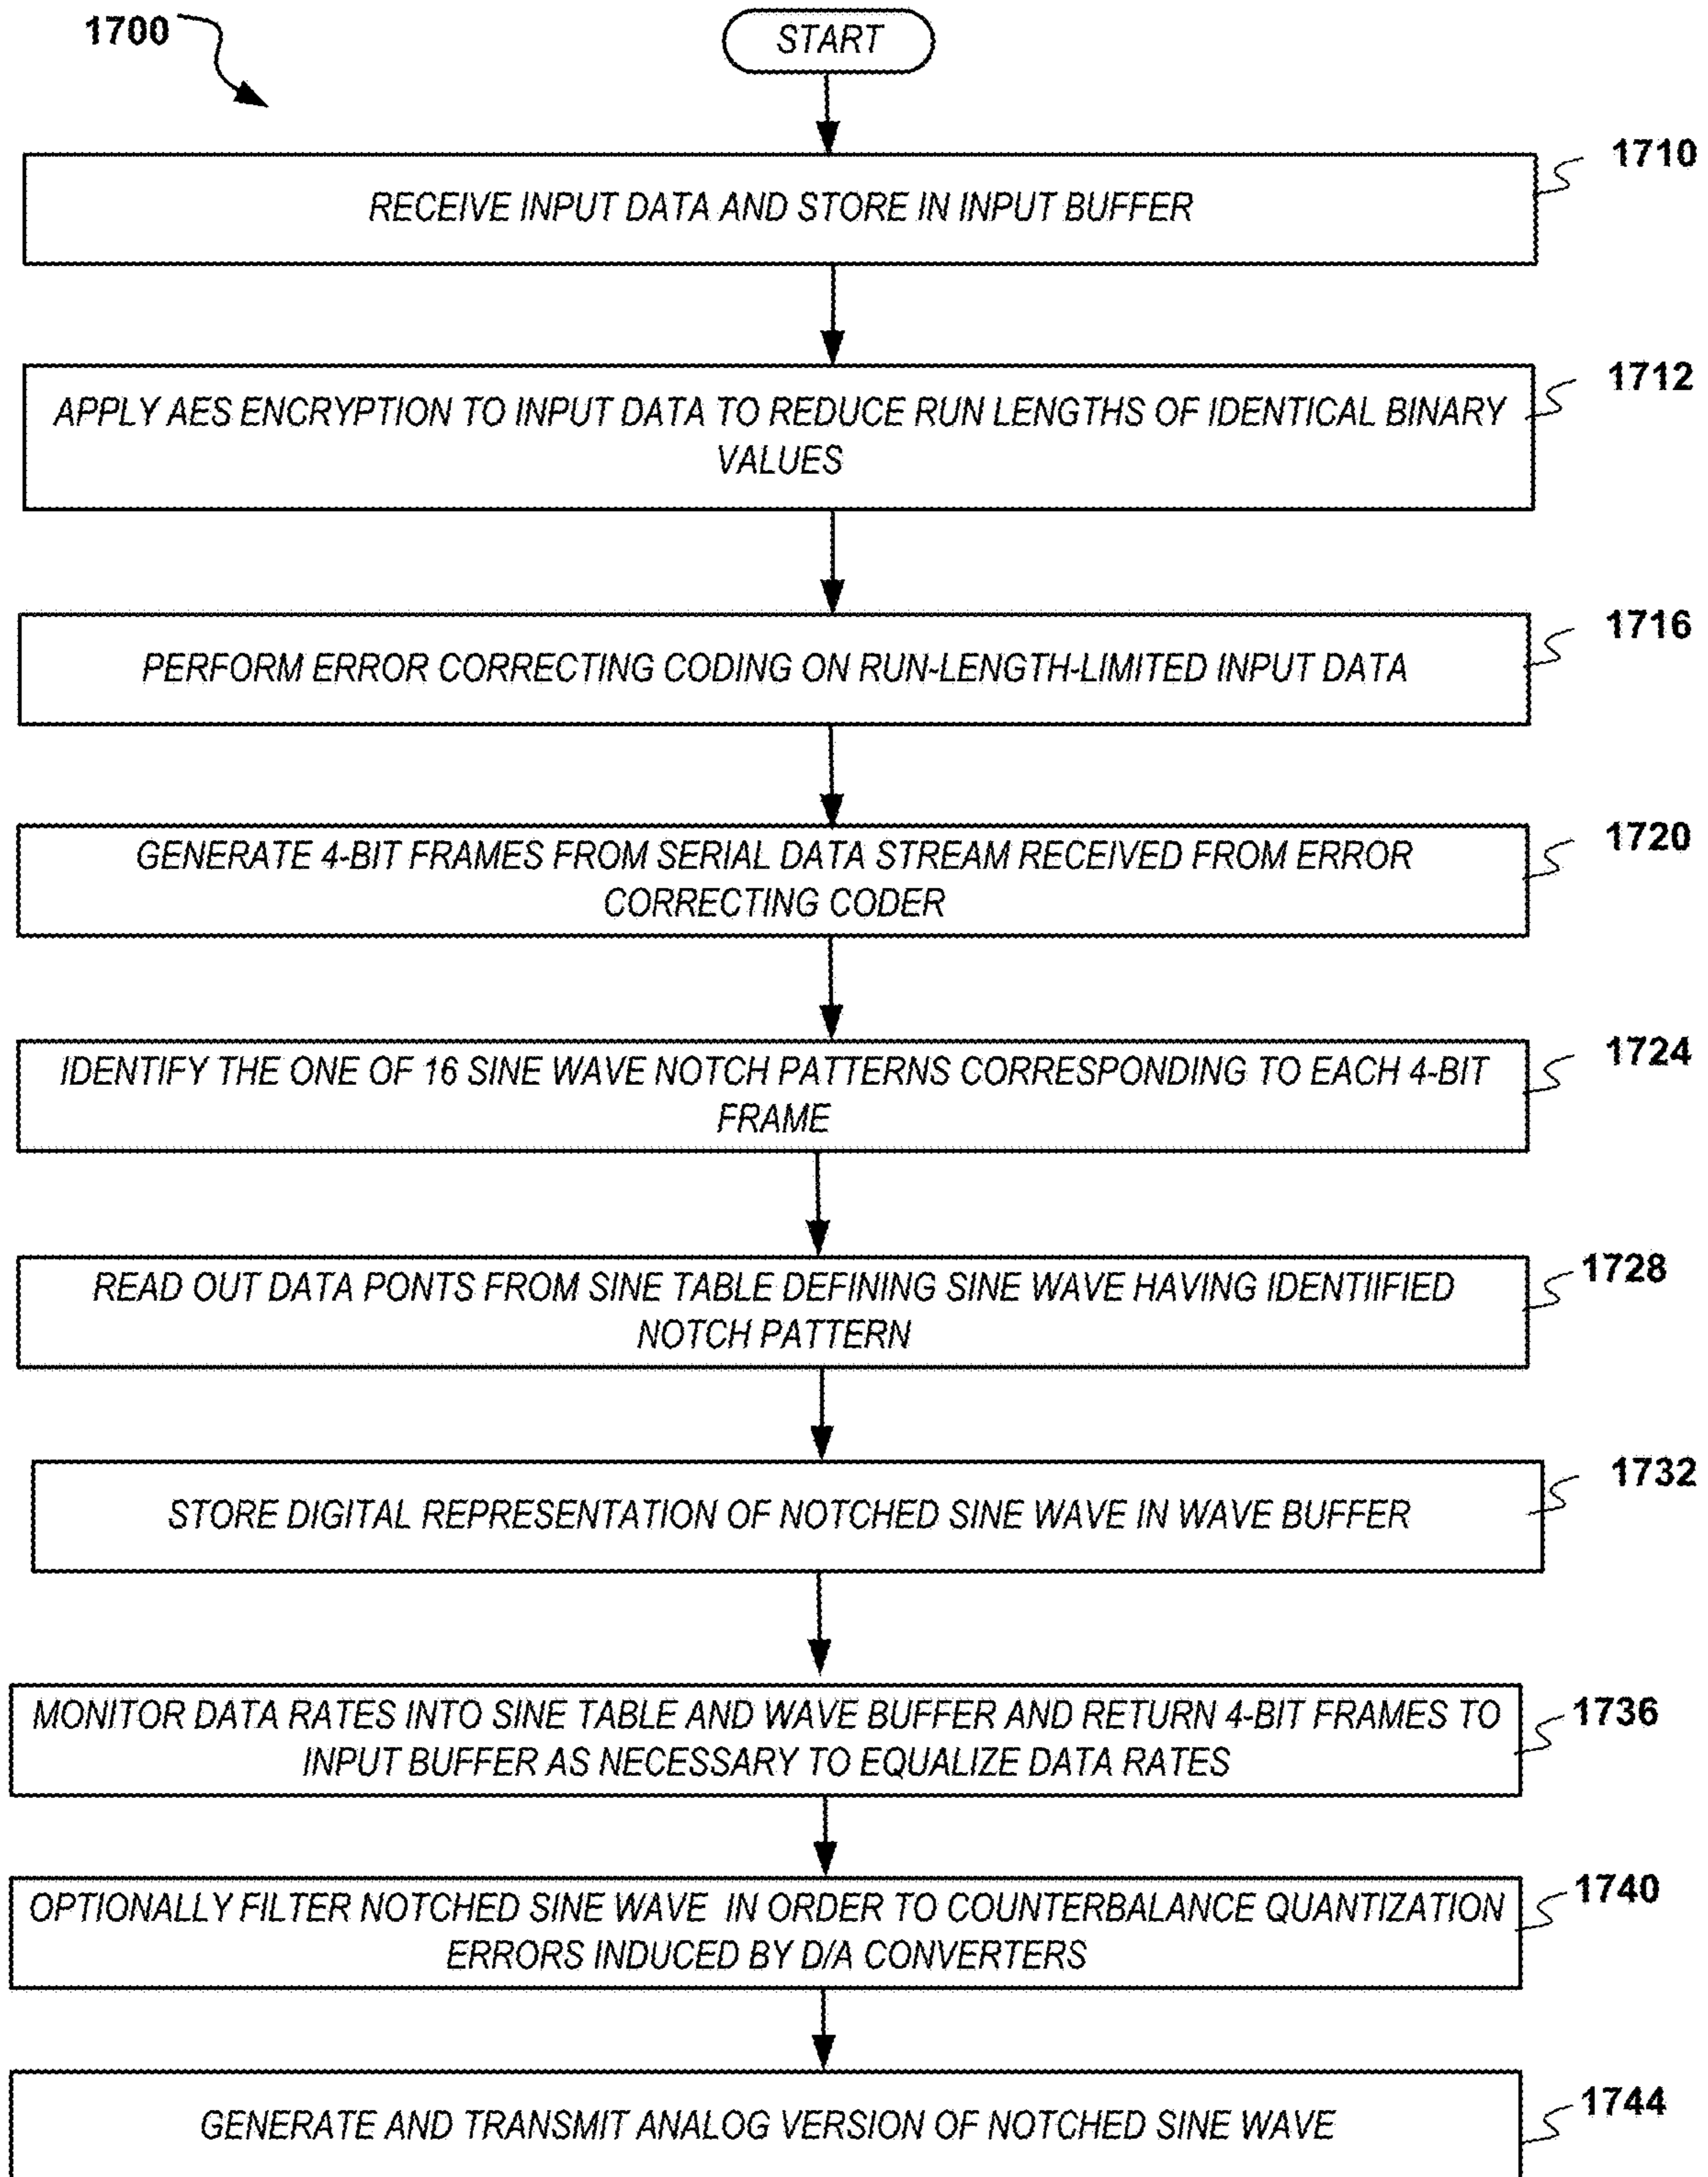 1700
START
1710
RECEIVE INPUT DATA AND STORE IN INPUT BUFFER
1712
APPLY AES ENCRYPTION TO INPUT DATA TO REDUCE RUN LENGTHS OF IDENTICAL BINARY
VALUES
1716
PERFORM ERROR CORRECTING CODING ON RUN-LENGTH-LIMITED INPUT DATA
1720
GENERATE 4-BIT FRAMES FROM SERIAL DATA STREAM RECEIVED FROM ERROR
CORRECTING CODER
1724
IDENTIFY THE ONE OF 16 SINE WAVE NOTCH PATTERNS CORRESPONDING TO EACH 4-BIT
FRAME
1728
READ OUT DATA PONTS FROM SINE TABLE DEFINING SINE WAVE HAVING IDENTIIFIED
NOTCH PATTERN
1732
STORE DIGITAL REPRESENTATION OF NOTCHED SINE WAVE IN WAVE BUFFER
1736
MONITOR DATA RATES INTO SINE TABLE AND WAVE BUFFER AND RETURN 4-BIT FRAMES TO
INPUT BUFFER AS NECESSARY TO EQUALIZE DATA RATES
1740
OPTIONALLY FILTER NOTCHED SINE WAVE IN ORDER TO COUNTERBALANCE QUANTIZATION
ERRORS INDUCED BY D/A CONVERTERS
1744
GENERATE AND TRANSMIT ANALOG VERSION OF NOTCHED SINE WAVE